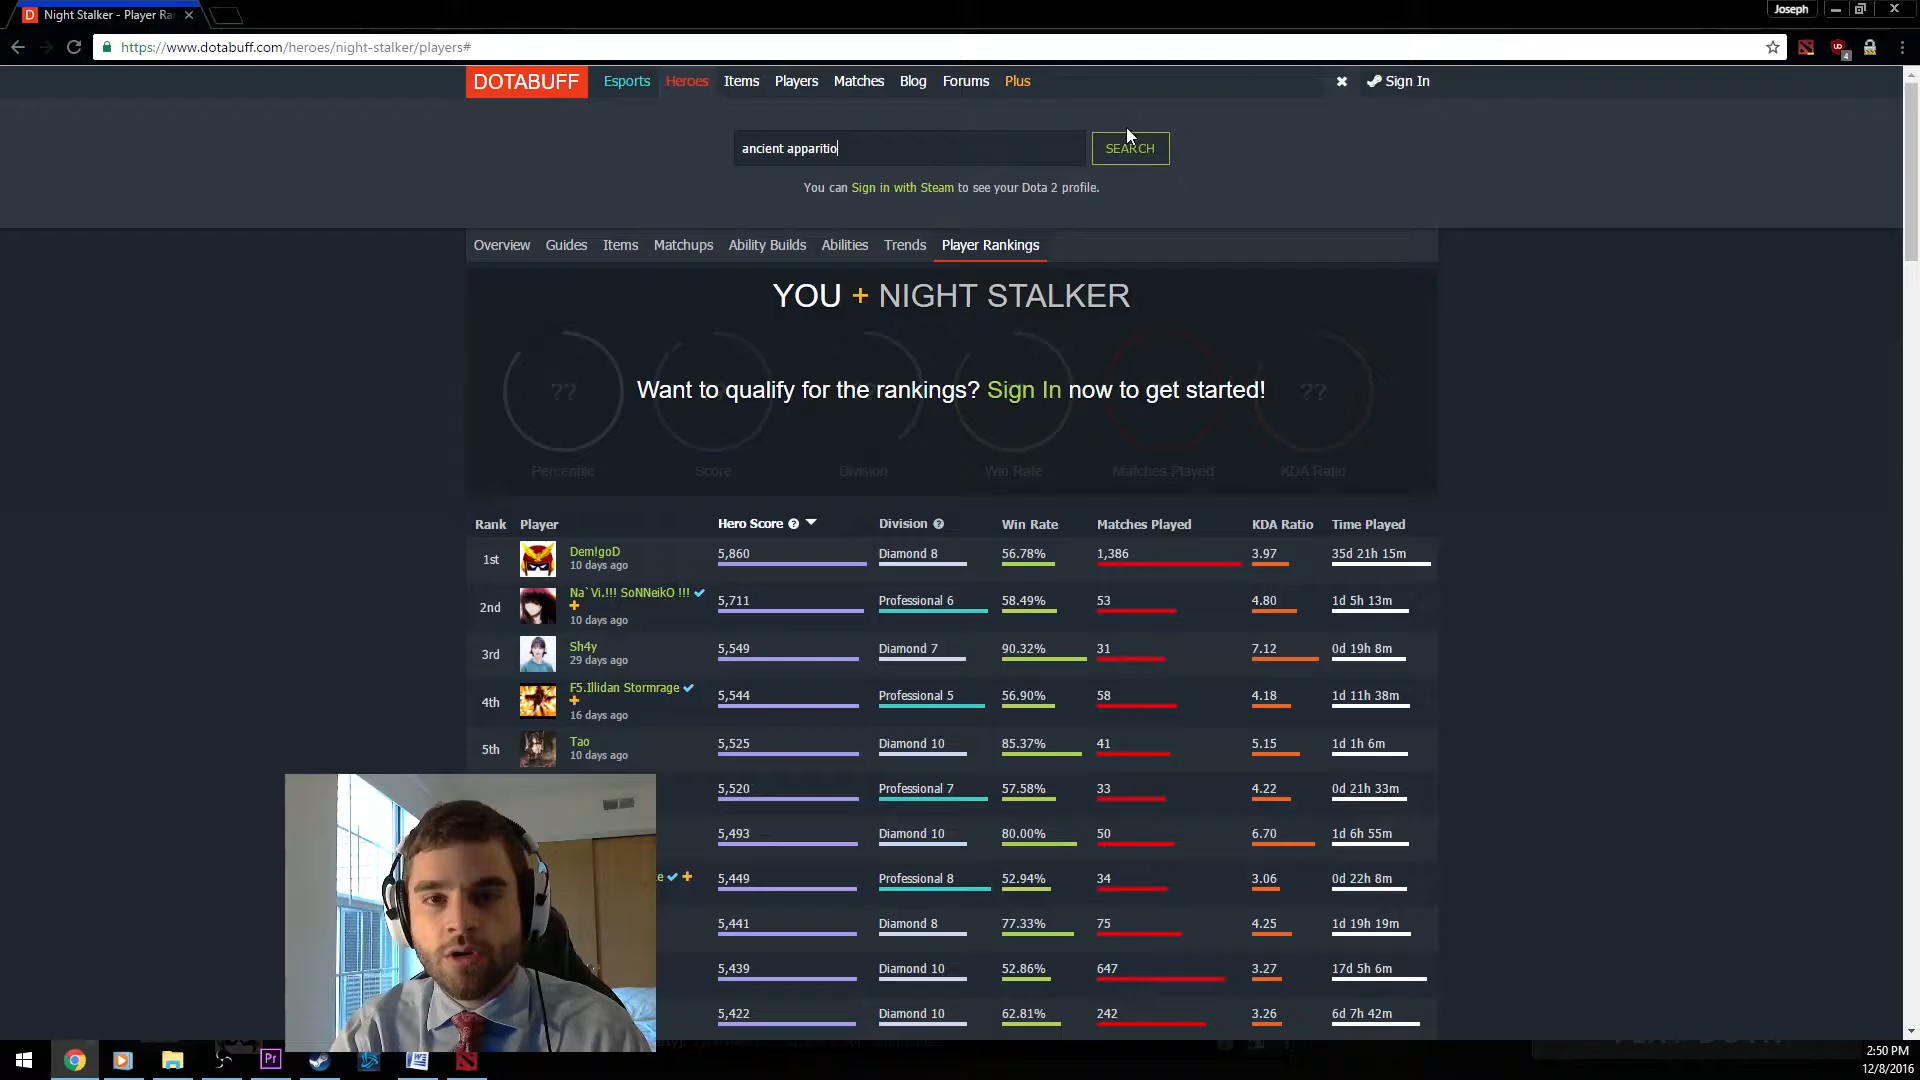 Night Stalker - Player Ra
Joseph
https://www.dotabuff.com/heroes/night-stalker/players#
DOTABUFF Esports Heroes Items Players Matches Blog Forums Plus Sign In
ancient apparitio
SEARCH
You can Sign in with Steam to see your Dota 2 profile.
Overview Guides Items Matchups Ability Builds Abilities Trends Player Rankings
YOU + NIGHT STALKER
Want to qualify for the rankings? Sign In now to get started!
?? ??
Percentile Score Division Win Rate Matches Played KDA Ratio
Rank Player Hero Score Division Win Rate Matches Played KDA Ratio Time Played
1st Dem!goD 5,860 Diamond 8 56.78% 1,386 3.97 35d 21h 15m
10 days ago
2nd Na`Vi.!!! SoNNeikO !!! 5,711 Professional 6 58.49% 53 4.80 1d 5h 13m
10 days ago
3rd Sh4y 5,549 Diamond 7 90.32% 31 7.12 0d 19h 8m
29 days ago
4th F5.Illidan Stormrage 5,544 Professional 5 56.90% 58 4.18 1d 11h 38m
16 days ago
5th Tao 5,525 Diamond 10 85.37% 41 5.15 1d 1h 6m
10 days ago
5,520 Professional 7 57.58% 33 4.22 0d 21h 33m
5,493 Diamond 10 80.00% 50 6.70 1d 6h 55m
5,449 Professional 8 52.94% 34 3.06 0d 22h 8m
5,441 Diamond 8 77.33% 75 4.25 1d 19h 19m
5,439 Diamond 10 52.86% 647 3.27 17d 5h 6m
5,422 Diamond 10 62.81% 242 3.26 6d 7h 42m
Pr
2:50 PM
12/8/2016